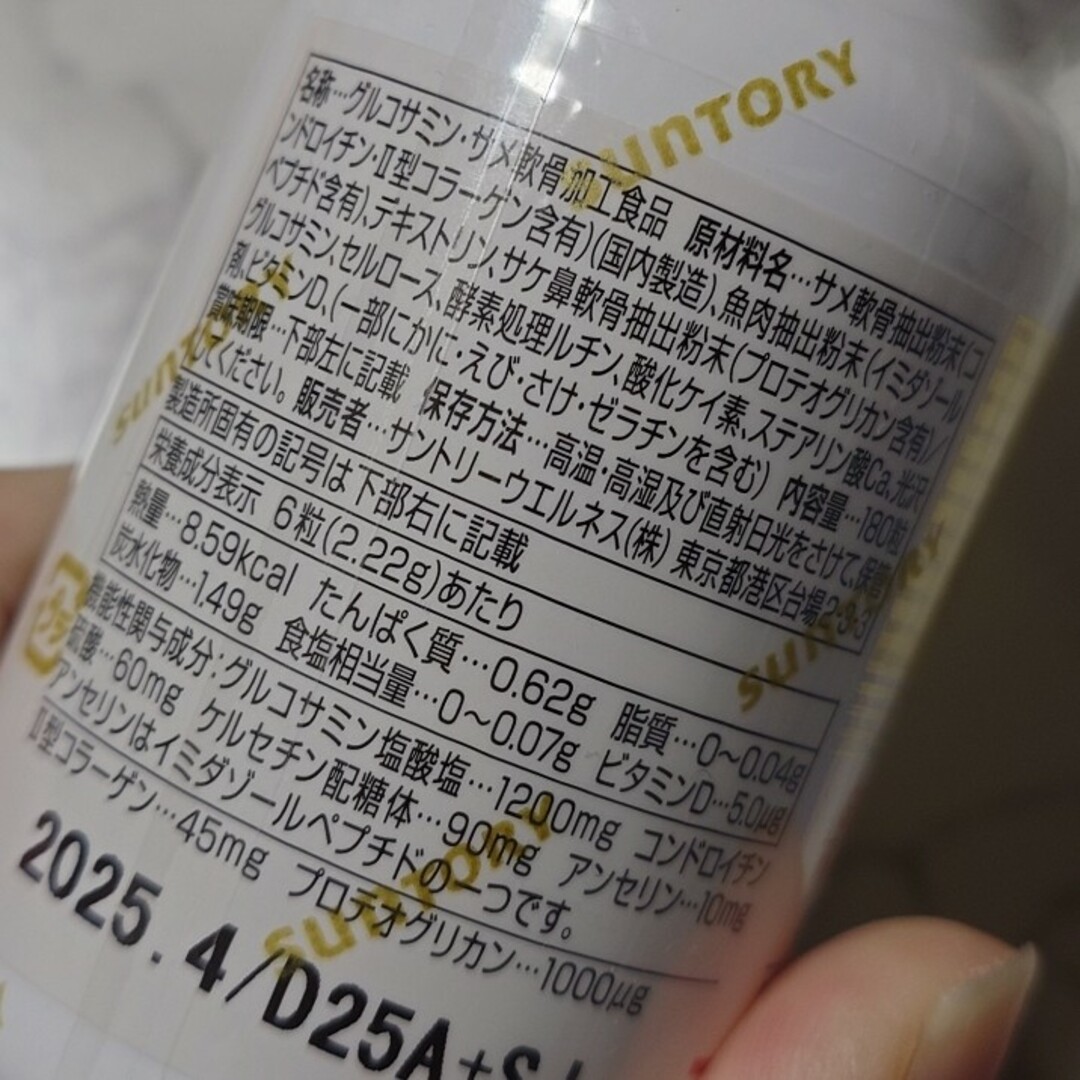 SUNTORY
名称…グルコサミン・サメ軟骨加工食品 原材料名…サメ軟骨抽出粉末(コ
ンドロイチン・Ⅱ型コラーゲン含有)(国内製造)、魚肉抽出粉末(イミダゾール
ペプチド含有)、デキストリン、サケ鼻軟骨抽出粉末(プロテオグリカン含有)/
グルコサミン、セルロース、酵素処理ルチン、酸化ケイ素、ステアリン酸Ca、光沢
剤、ビタミンD、(一部にかに・えび・さけ・ゼラチンを含む) 内容量…180粒
賞味期限…下部左に記載 保存方法…高温・高湿及び直射日光をさけて、保管
してください。 販売者…サントリーウエルネス(株) 東京都港区台場2-3-3
製造所固有の記号は下部右に記載
栄養成分表示 6粒(2.22g)あたり
熱量…8.59kcal たんぱく質…0.62g 脂質…0〜0.04g
炭水化物…1.49g 食塩相当量…0〜0.07g ビタミンD…5.0μg
機能性関与成分:グルコサミン塩酸塩…1200mg コンドロイチン
硫酸…60mg ケルセチン配糖体…90mg アンセリン…10mg
アンセリンはイミダゾールペプチドの一つです。
Ⅱ型コラーゲン…45mg プロテオグリカン…1000μg
2025.4/D25A+S
SUNTORY
SUNTORY
SUNTORY
プラ